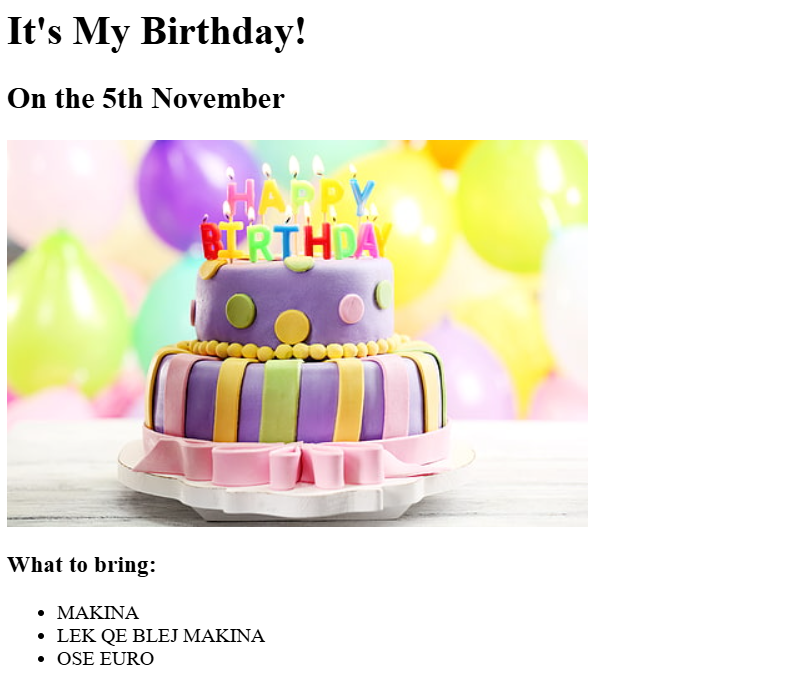 It's My Birthday!
On the 5th November
HAPPY
BIRTHDAY
What to bring:
MAKINA
LEK QE BLEJ MAKINA
OSE EURO